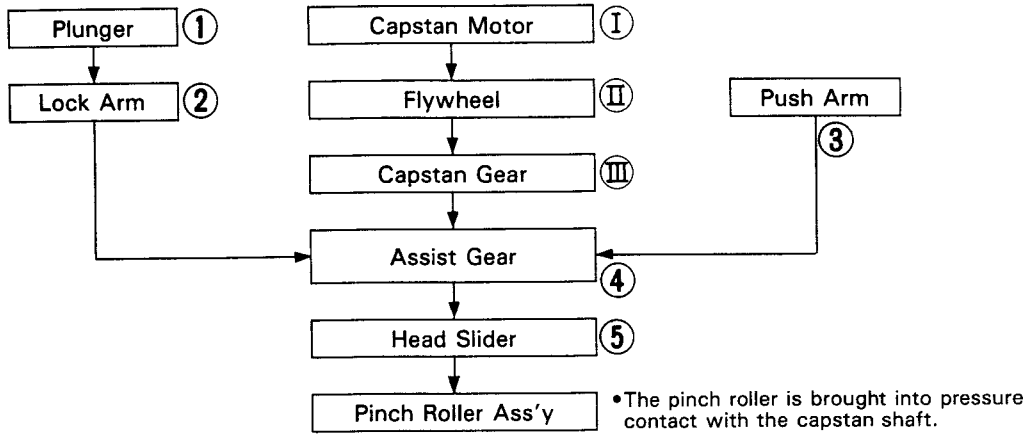 Plunger ①
Capstan Motor Ⓘ
Lock Arm ②
Flywheel Ⅱ
Push Arm
③
Capstan Gear Ⅲ
Assist Gear
④
Head Slider ⑤
Pinch Roller Ass'y
•The pinch roller is brought into pressure
contact with the capstan shaft.